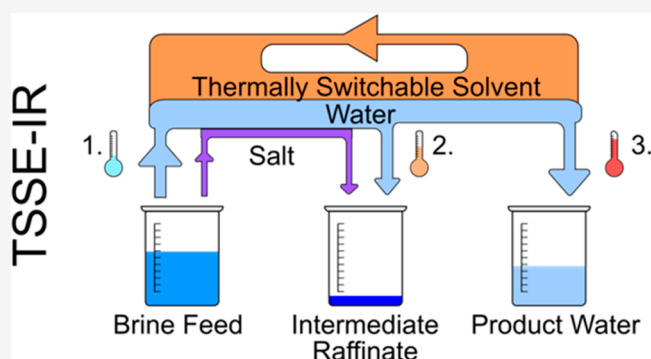 TSSE-IR
Thermally Switchable Solvent
Water
1.
Salt
2.
3.
Brine Feed
Intermediate
Raffinate
Product Water